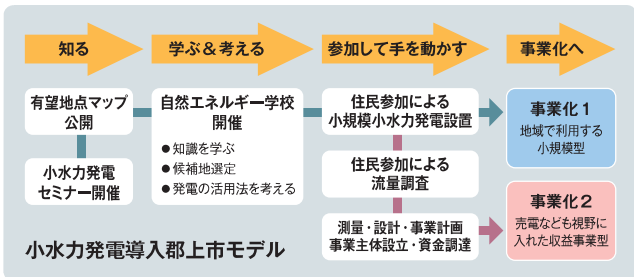 知る
学ぶ&考える
参加して手を動かす
事業化へ
有望地点マップ
公開
小水力発電
セミナー開催
自然エネルギー学校
開催
●知識を学ぶ
●候補地選定
●発電の活用法を考える
住民参加による
小規模小水力発電設置
住民参加による
流量調査
測量・設計・事業計画
事業主体設立・資金調達
事業化1
地域で利用する
小規模型
事業化2
売電なども視野に
入れた収益事業型
小水力発電導入郡上市モデル